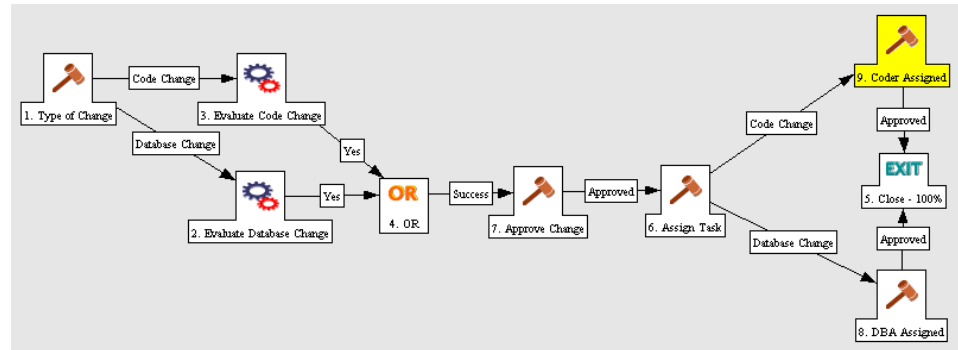 1. Type of Change
Code Change
Database Change
3. Evaluate Code Change
2. Evaluate Database Change
Yes
Yes
OR
4. OR
Success
7. Approve Change
Approved
6. Assign Task
Code Change
Database Change
9. Coder Assigned
Approved
EXIT
5. Close - 100%
Approved
8. DBA Assigned